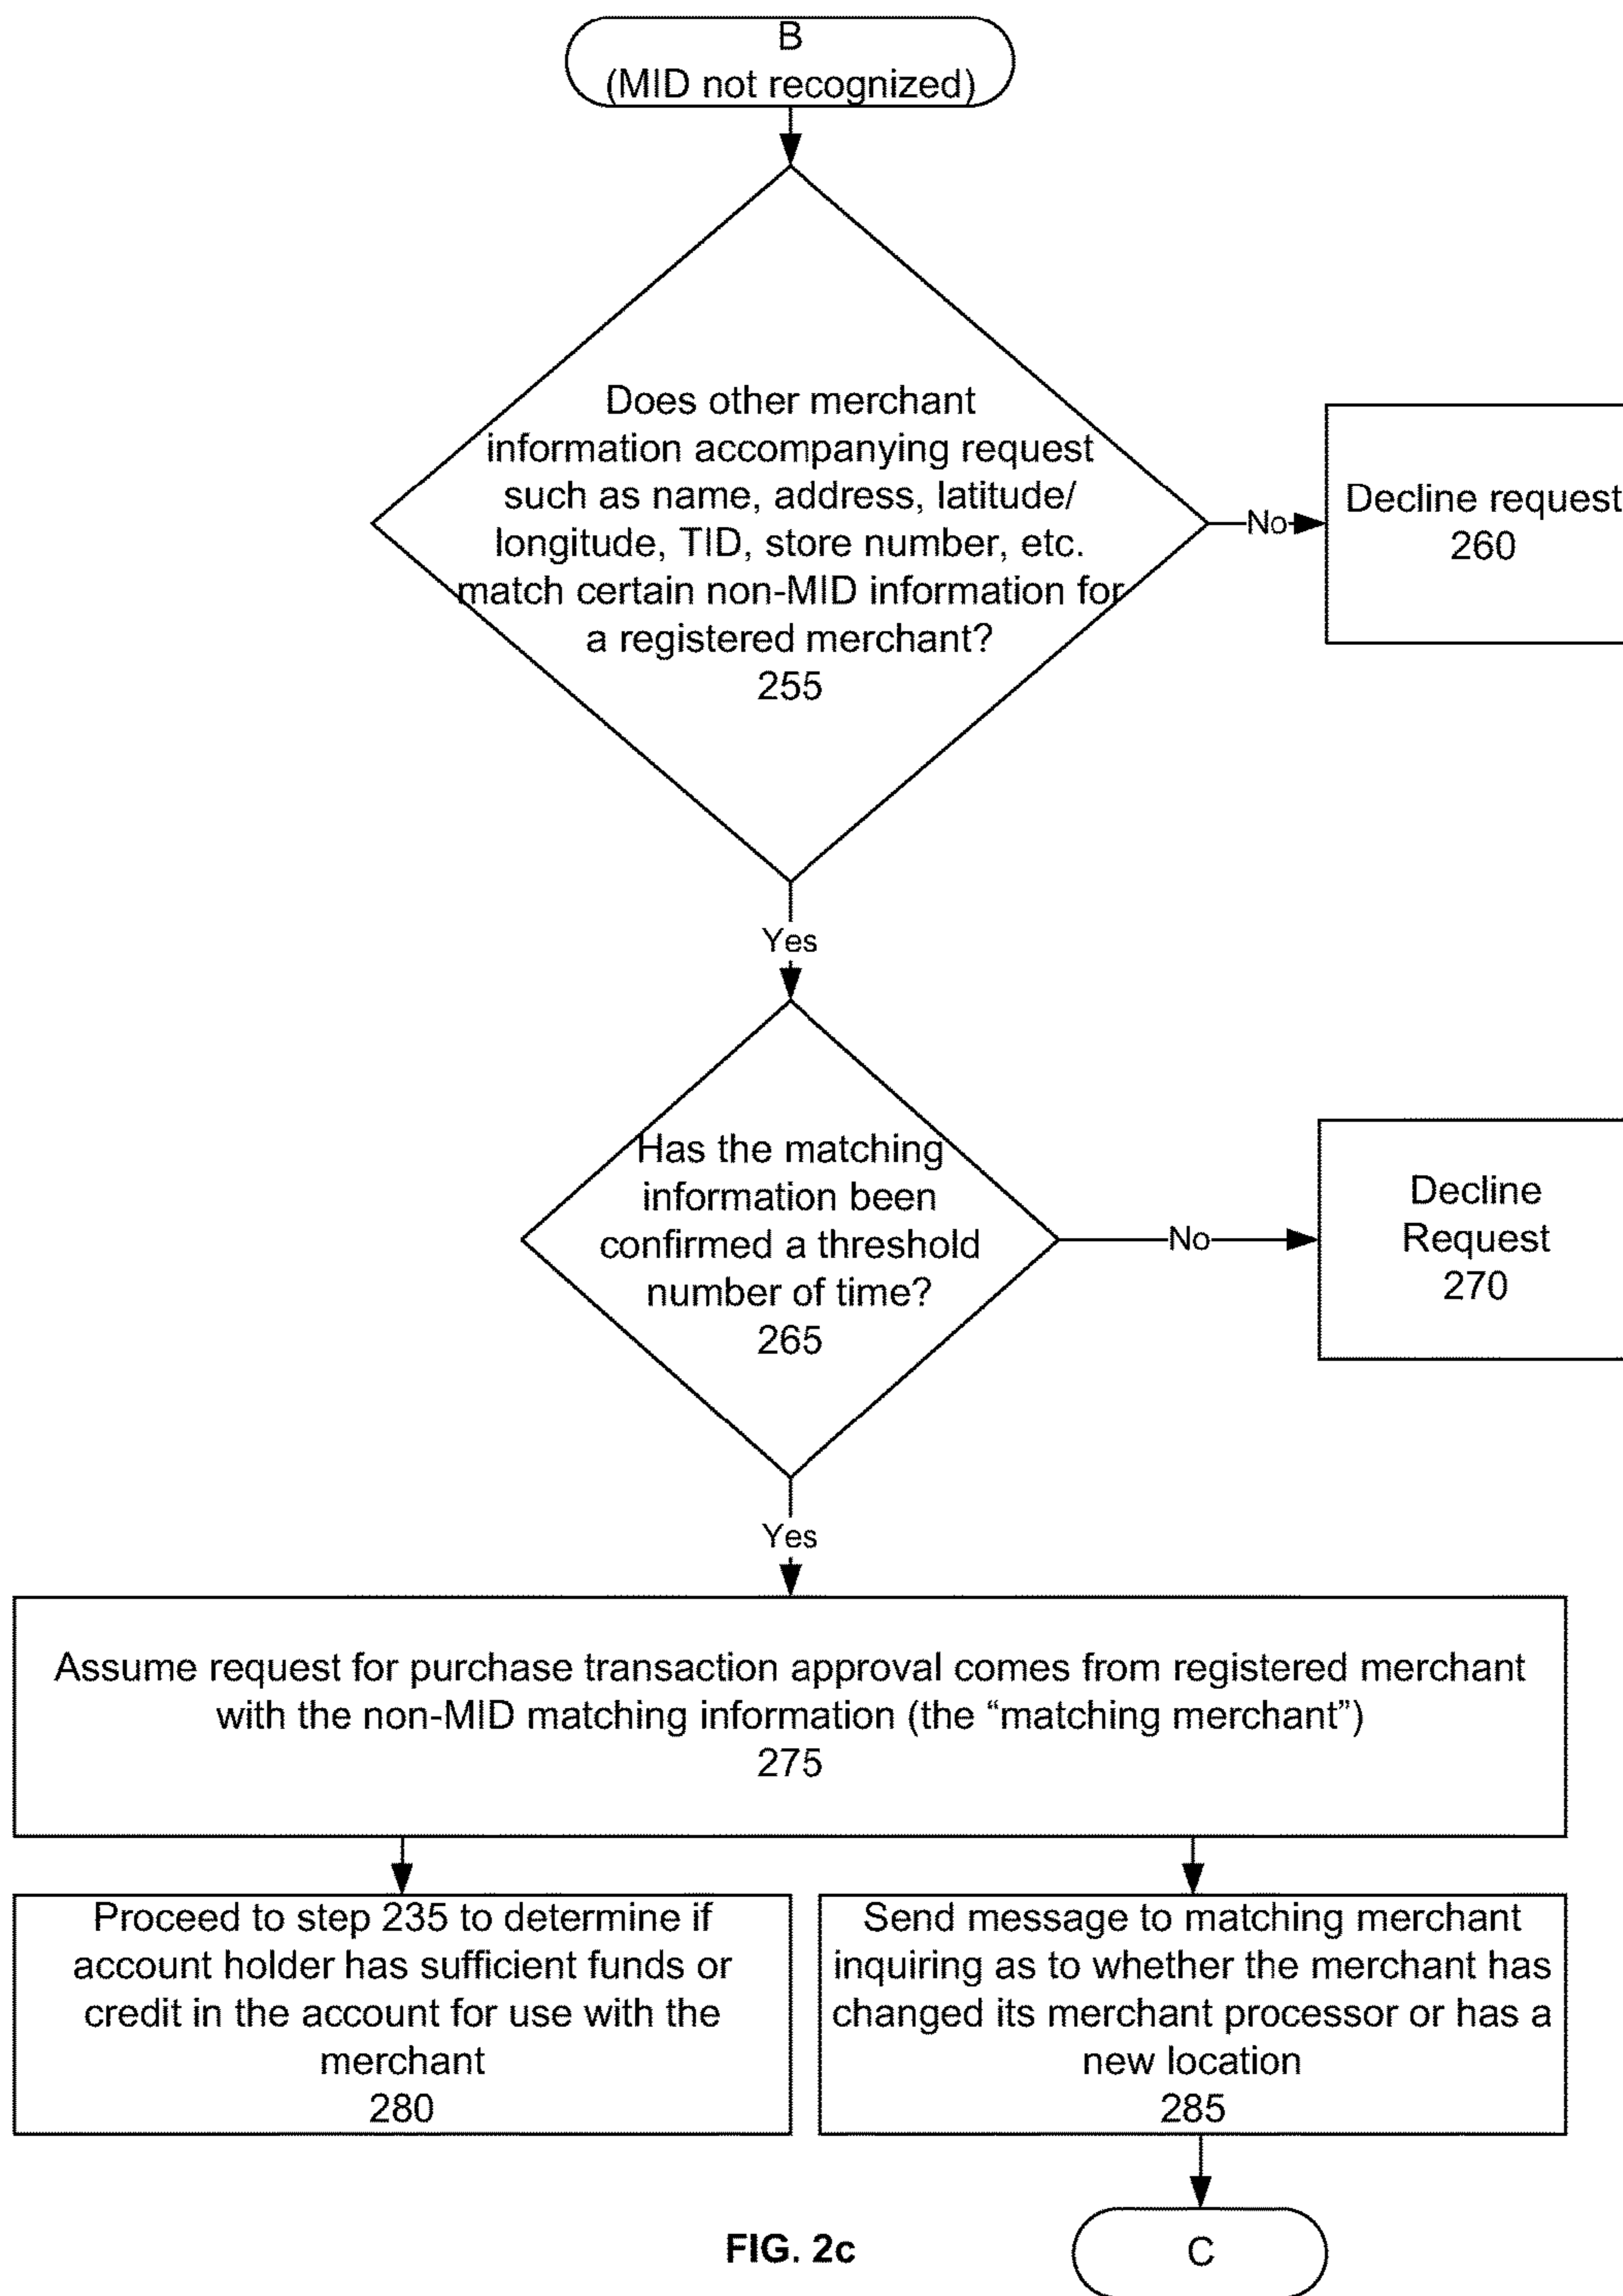 B
(MID not recognized)
Does other merchant
information accompanying request
such as name, address, latitude/
longitude, TID, store number, etc.
match certain non-MID information for
a registered merchant?
255
No
Decline request
260
Yes
Has the matching
information been
confirmed a threshold
number of time?
265
No
Decline
Request
270
Yes
Assume request for purchase transaction approval comes from registered merchant
with the non-MID matching information (the “matching merchant”)
275
Proceed to step 235 to determine if
account holder has sufficient funds or
credit in the account for use with the
merchant
280
Send message to matching merchant
inquiring as to whether the merchant has
changed its merchant processor or has a
new location
285
C
FIG. 2c